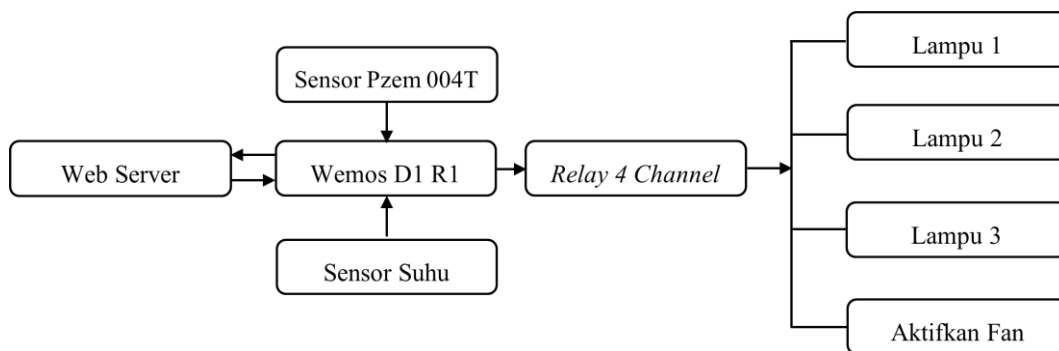 Lampu 1
Sensor Pzem 004T
Lampu 2
Web Server
Wemos D1 R1
Relay 4 Channel
Lampu 3
Sensor Suhu
Aktifkan Fan